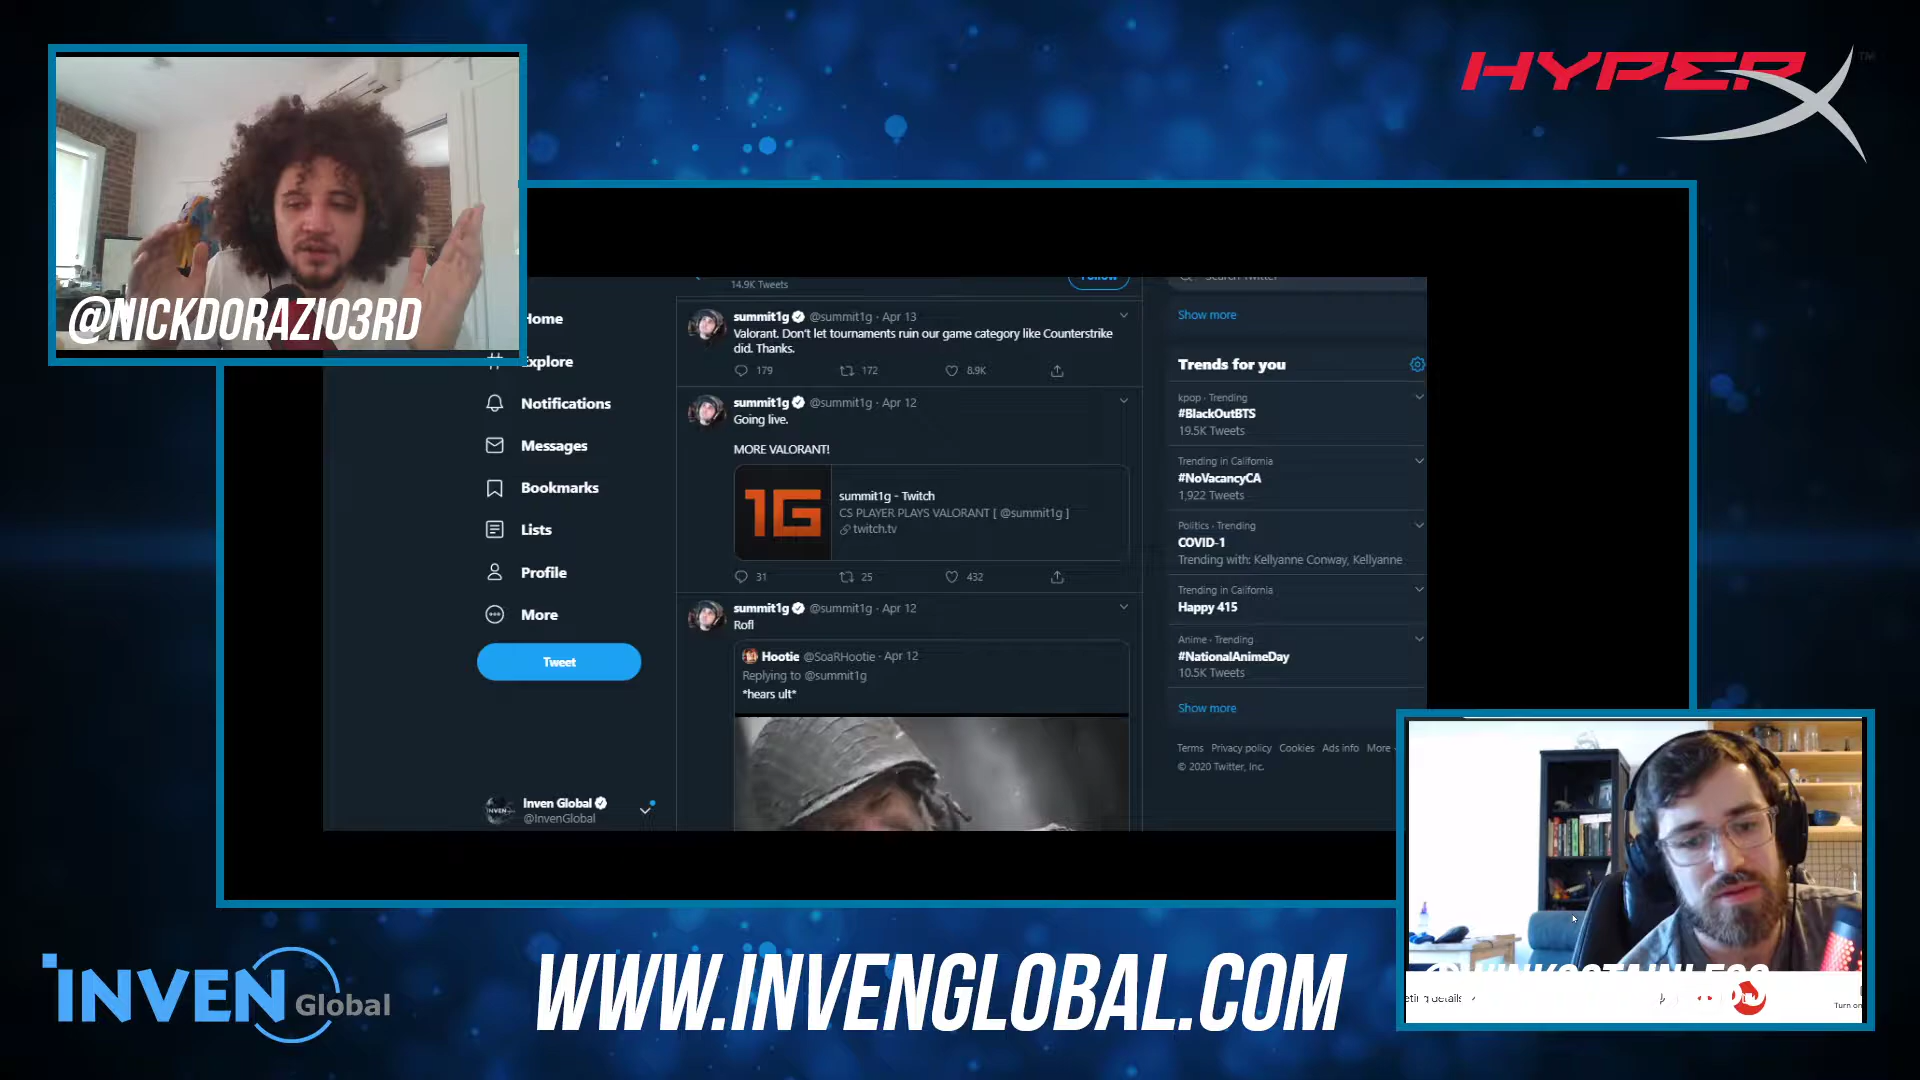 HYPERX
TM
@NICKDORAZIO3RD
Home
Explore
Notifications
Messages
Bookmarks
Lists
Profile
More
Tweet
Inven Global
@InvenGlobal
14.9K Tweets
Follow
summit1g @summit1g · Apr 13
Valorant. Don't let tournaments ruin our game category like Counterstrike
did. Thanks.
179 172 8.9K
summit1g @summit1g · Apr 12
Going live.
MORE VALORANT!
1G
summit1g - Twitch
CS PLAYER PLAYS VALORANT [ @summit1g ]
twitch.tv
31 25 432
summit1g @summit1g · Apr 12
Rofl
Hootie @SoaRHootie · Apr 12
Replying to @summit1g
*hears ult*
Search Twitter
Show more
Trends for you
kpop · Trending
#BlackOutBTS
19.5K Tweets
Trending in California
#NoVacancyCA
1,922 Tweets
Politics · Trending
COVID-1
Trending with: Kellyanne Conway, Kellyanne
Trending in California
Happy 415
Anime · Trending
#NationalAnimeDay
10.5K Tweets
Show more
Terms Privacy policy Cookies Ads info More
© 2020 Twitter, Inc.
Turn on
INVEN Global
WWW.INVENGLOBAL.COM